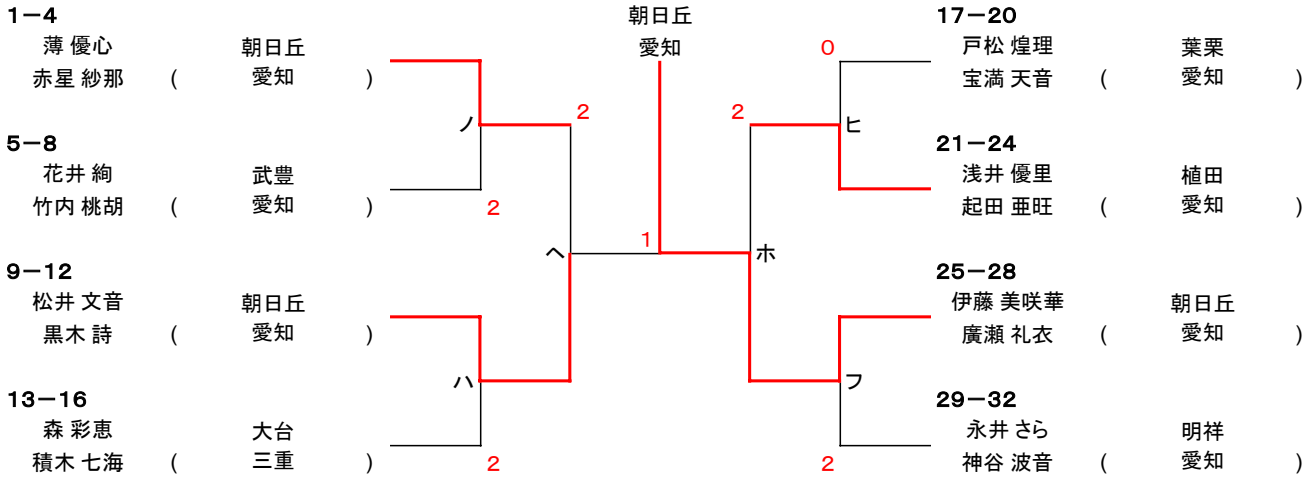 1－4
薄 優心 朝日丘
赤星 紗那 ( 愛知 )
ノ
2
5－8
花井 絢 武豊
竹内 桃胡 ( 愛知 )
2
9－12
松井 文音 朝日丘
黒木 詩 ( 愛知 )
ヘ
ハ
13－16
森 彩恵 大台
積木 七海 ( 三重 )
2
朝日丘
愛知
1
17－20
0
戸松 煌理 葉栗
宝満 天音 ( 愛知 )
2
ヒ
21－24
浅井 優里 植田
起田 亜旺 ( 愛知 )
ホ
25－28
伊藤 美咲華 朝日丘
廣瀬 礼衣 ( 愛知 )
フ
29－32
永井 さら 明祥
神谷 波音 ( 愛知 )
2